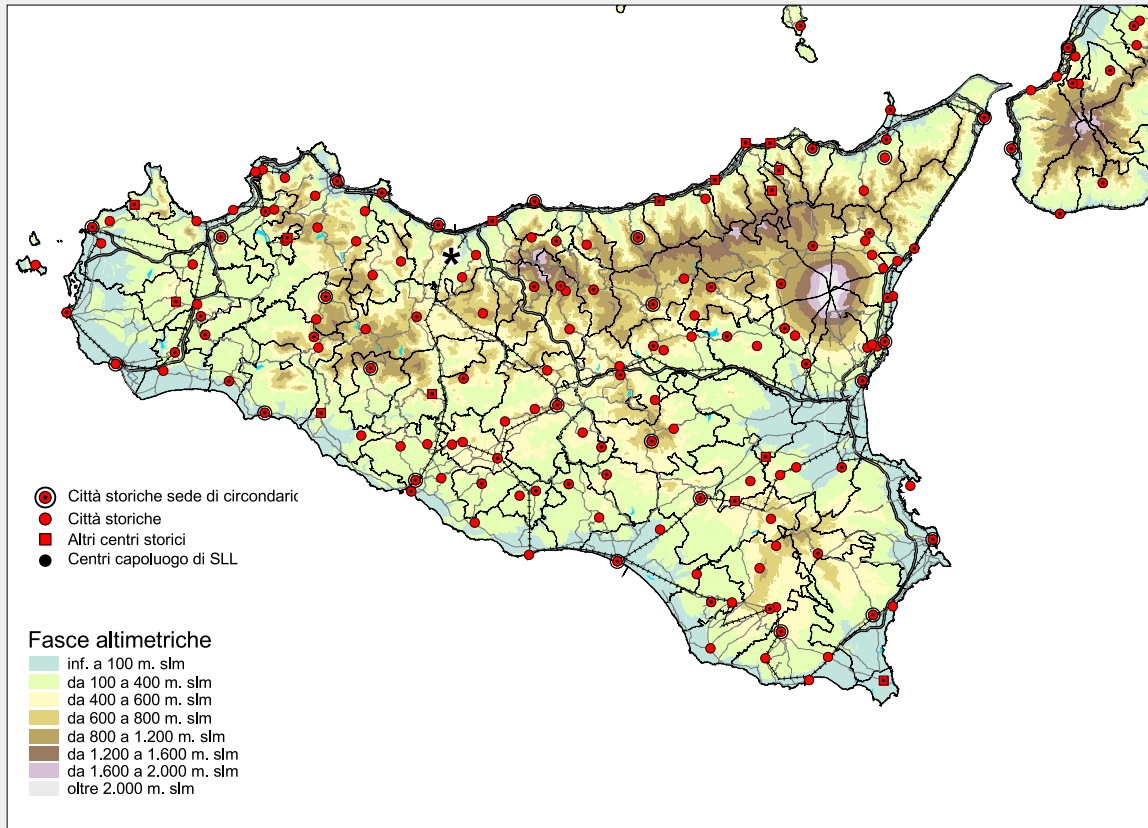 *
Città storiche sede di circondaric
Città storiche
Altri centri storici
Centri capoluogo di SLL
Fasce altimetriche
inf. a 100 m. slm
da 100 a 400 m. slm
da 400 a 600 m. slm
da 600 a 800 m. slm
da 800 a 1.200 m. slm
da 1.200 a 1.600 m. slm
da 1.600 a 2.000 m. slm
oltre 2.000 m. slm